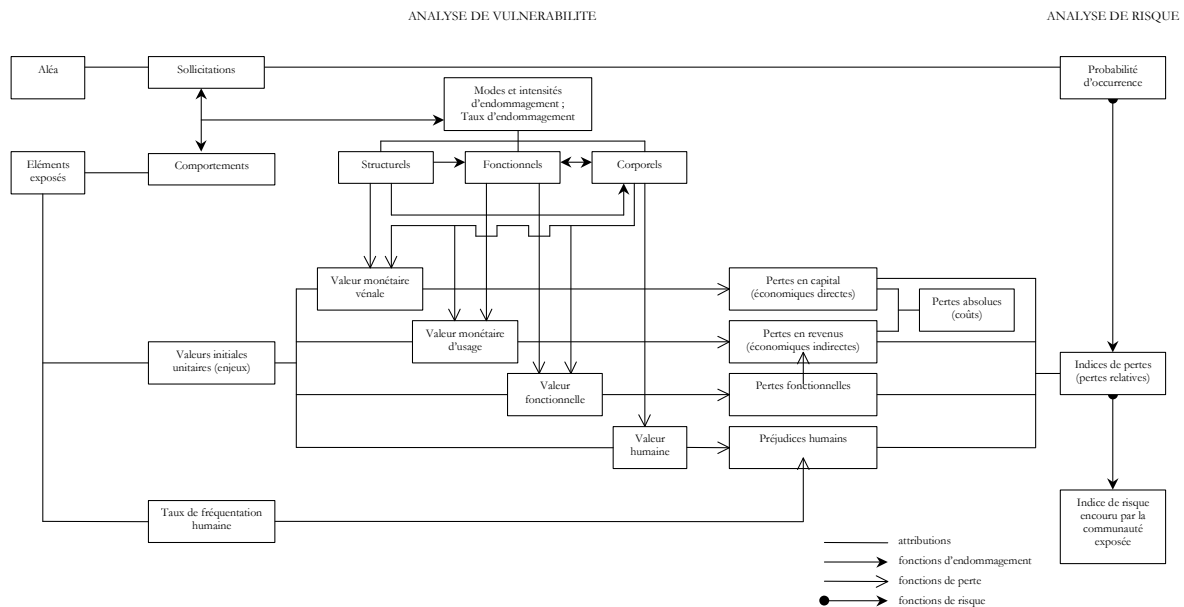 ANALYSE DE VULNERABILITE
ANALYSE DE RISQUE
Aléa
Sollicitations
Probabilité
d'occurrence
Modes et intensités
d'endommagement ;
Taux d'endommagement
Eléments
exposés
Comportements
Structurels
Fonctionnels
Corporels
Valeur monétaire
vénale
Pertes en capital
(économiques directes)
Pertes absolues
(coûts)
Valeur monétaire
d'usage
Pertes en revenus
(économiques indirectes)
Valeurs initiales
unitaires (enjeux)
Indices de pertes
(pertes relatives)
Valeur
fonctionnelle
Pertes fonctionnelles
Valeur
humaine
Préjudices humains
Taux de fréquentation
humaine
Indice de risque
encouru par la
communauté
exposée
attributions
fonctions d'endommagement
fonctions de perte
fonctions de risque